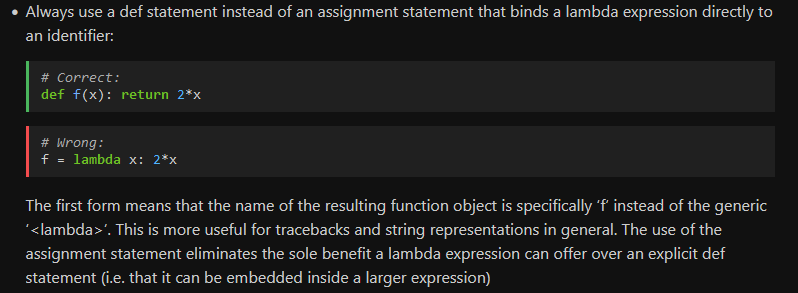 • Always use a def statement instead of an assignment statement that binds a lambda expression directly to
an identifier:
# Correct:
def f(x): return 2*x
# Wrong:
f = lambda x: 2*x
The first form means that the name of the resulting function object is specifically ‘f’ instead of the generic
‘<lambda>’. This is more useful for tracebacks and string representations in general. The use of the
assignment statement eliminates the sole benefit a lambda expression can offer over an explicit def
statement (i.e. that it can be embedded inside a larger expression)